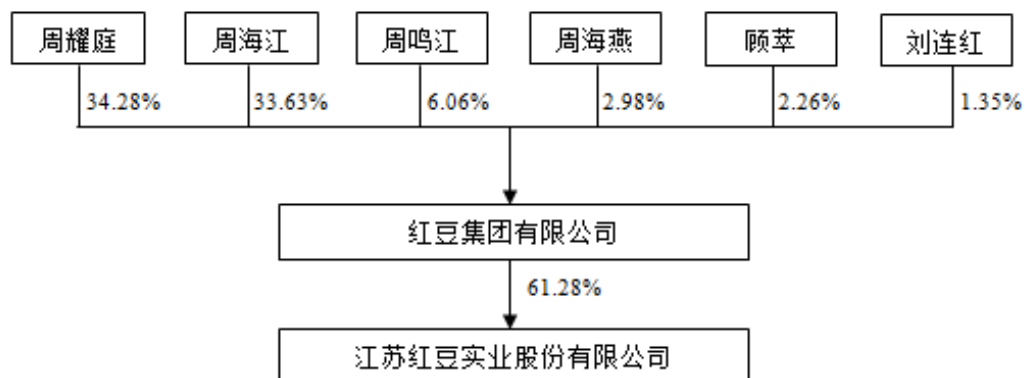 周耀庭 周海江 周鸣江 周海燕 顾萃 刘连红
34.28% 33.63% 6.06% 2.98% 2.26% 1.35%
红豆集团有限公司
61.28%
江苏红豆实业股份有限公司